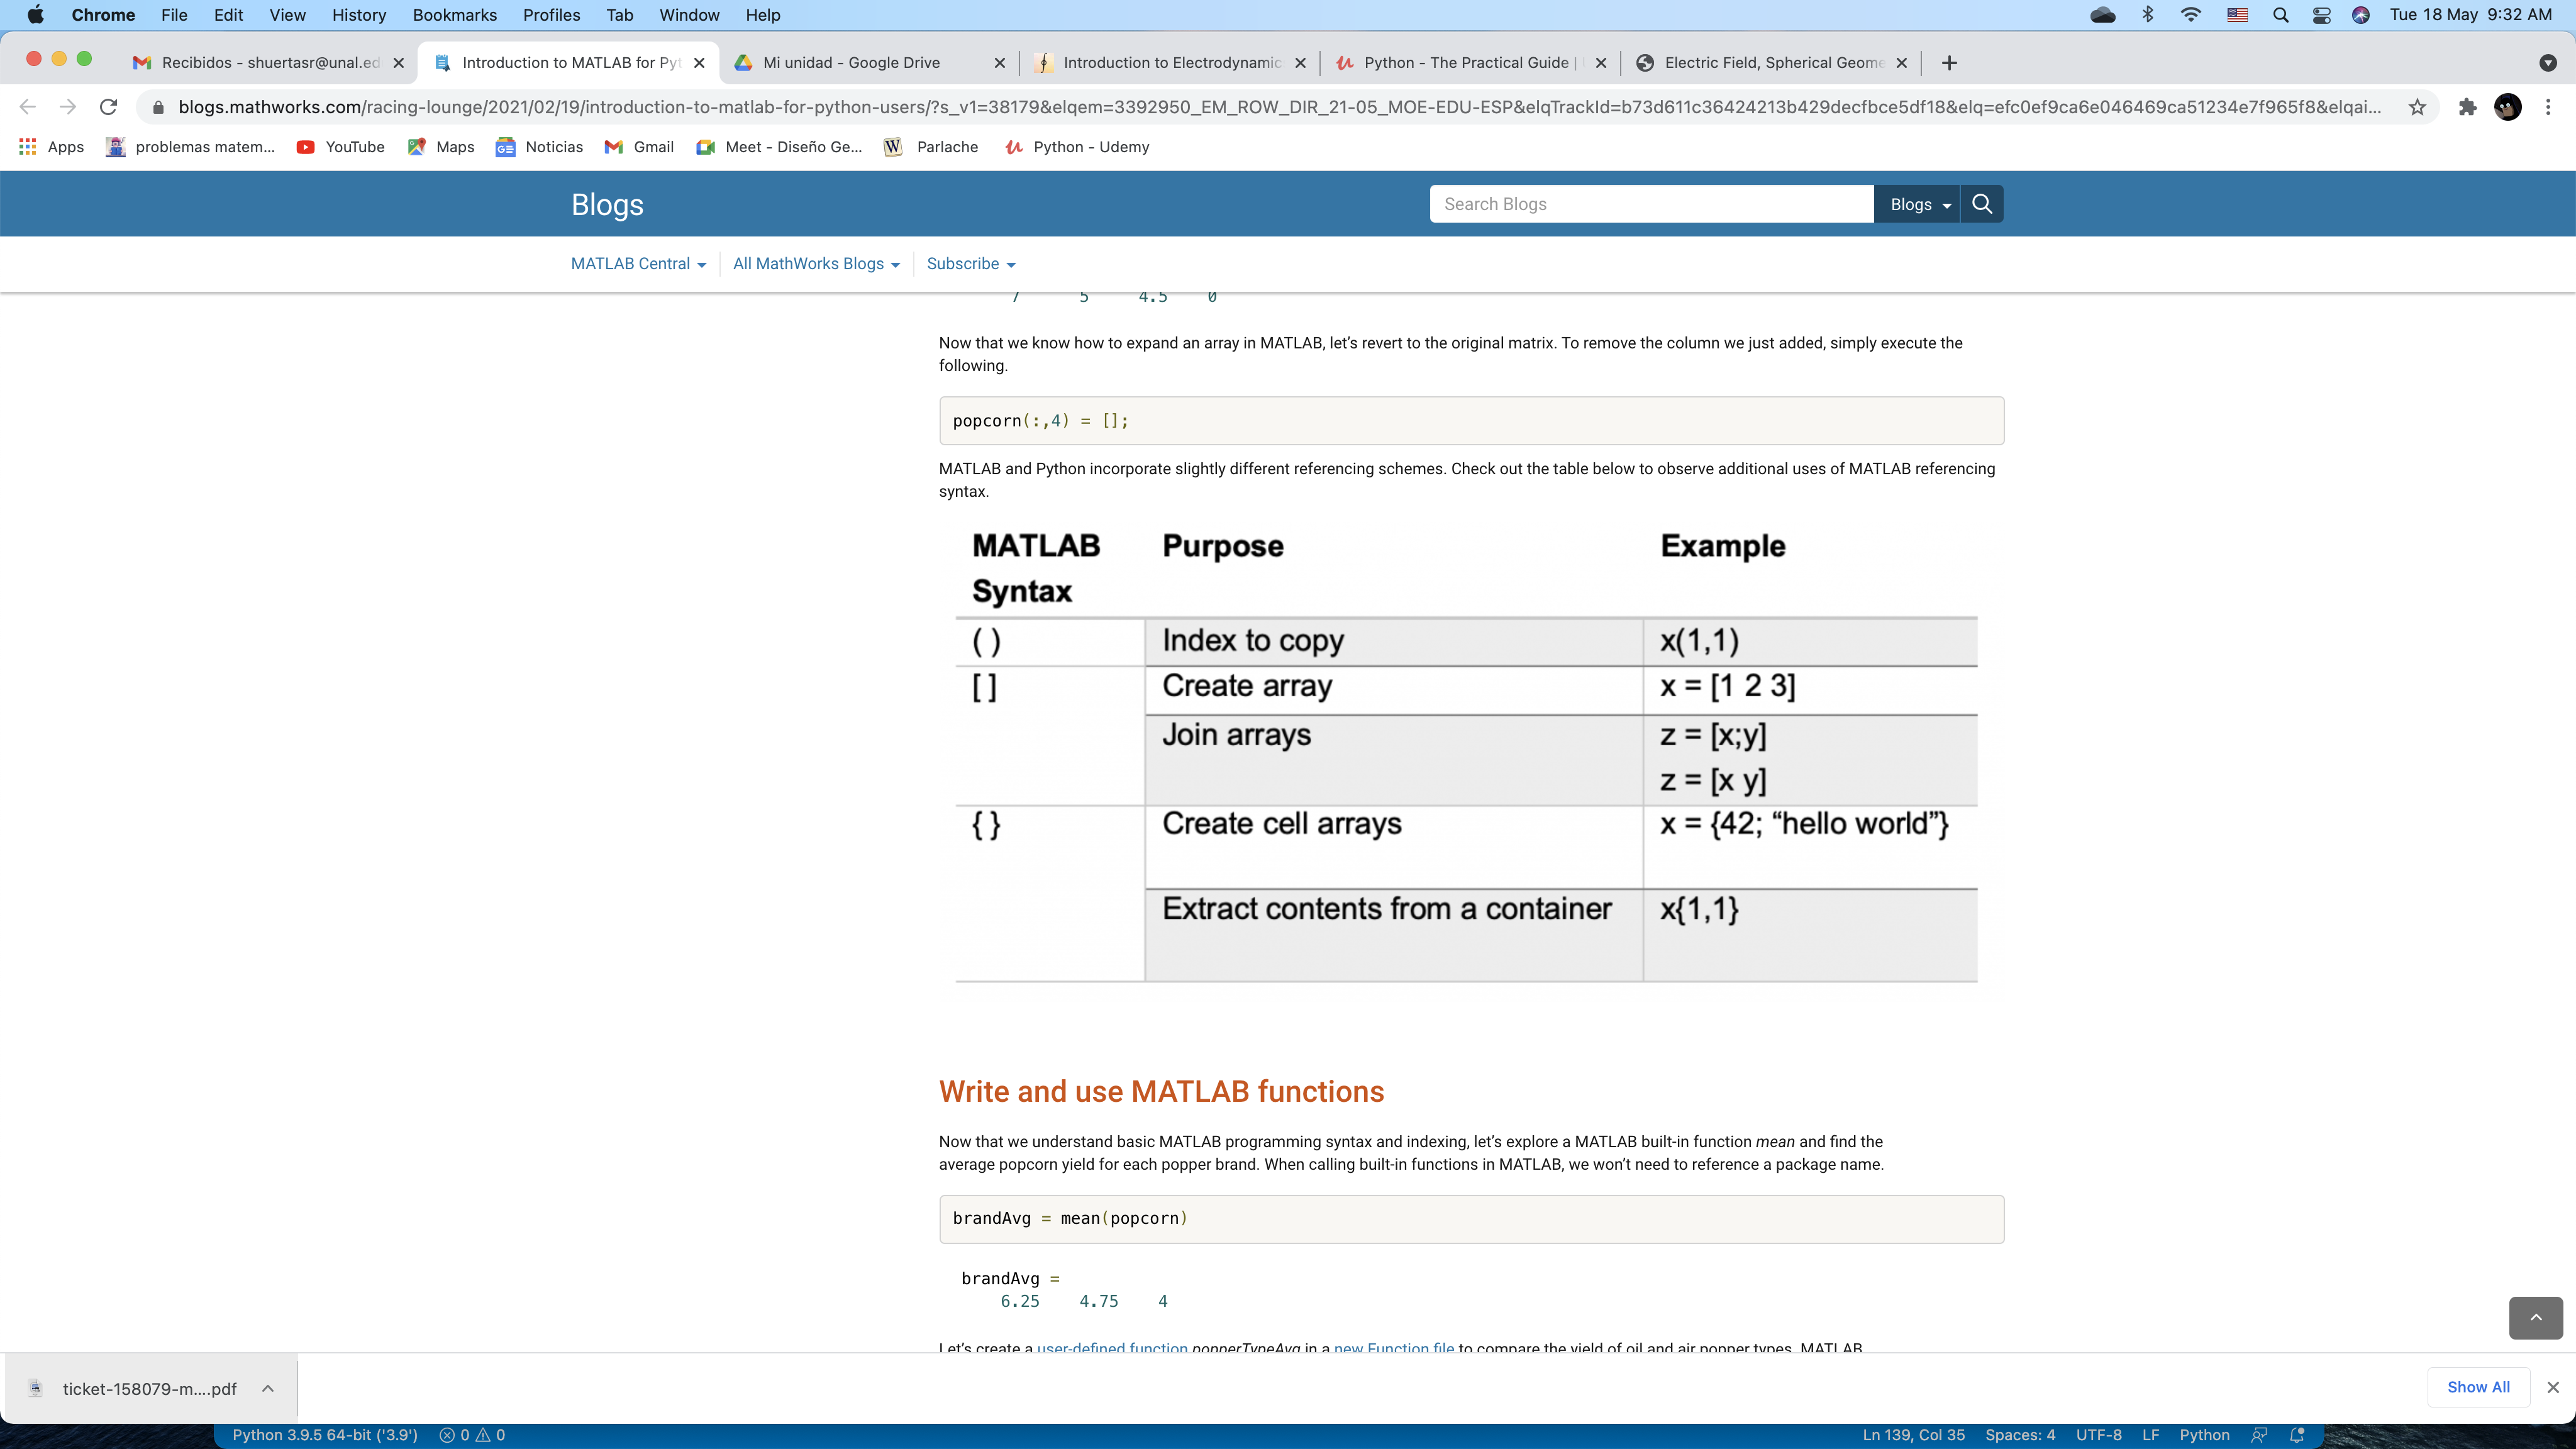 Chrome File Edit View History Bookmarks Profiles Tab Window Help Tue 18 May 9:32 AM
Recibidos - shuertasr@unal.ed Introduction to MATLAB for Pyt Mi unidad - Google Drive Introduction to Electrodynamic Python - The Practical Guide | Electric Field, Spherical Geome
blogs.mathworks.com/racing-lounge/2021/02/19/introduction-to-matlab-for-python-users/?s_v1=38179&elqem=3392950_EM_ROW_DIR_21-05_MOE-EDU-ESP&elqTrackId=b73d611c36424213b429decfbce5df18&elq=efc0ef9ca6e046469ca51234e7f965f8&elqai...
Apps problemas matem... YouTube Maps Noticias Gmail Meet - Diseño Ge... Parlache Python - Udemy
Blogs Search Blogs Blogs
MATLAB Central All MathWorks Blogs Subscribe
7 5 4.5 0
Now that we know how to expand an array in MATLAB, let's revert to the original matrix. To remove the column we just added, simply execute the
following.
popcorn(:,4) = [];
MATLAB and Python incorporate slightly different referencing schemes. Check out the table below to observe additional uses of MATLAB referencing
syntax.
MATLAB Purpose Example
Syntax
( ) Index to copy x(1,1)
[ ] Create array x = [1 2 3]
Join arrays z = [x;y]
z = [x y]
{ } Create cell arrays x = {42; “hello world”}
Extract contents from a container x{1,1}
Write and use MATLAB functions
Now that we understand basic MATLAB programming syntax and indexing, let's explore a MATLAB built-in function mean and find the
average popcorn yield for each popper brand. When calling built-in functions in MATLAB, we won't need to reference a package name.
brandAvg = mean(popcorn)
brandAvg =
6.25 4.75 4
Let's create a user-defined function popperTypeAvg in a new Function file to compare the yield of oil and air popper types. MATLAB
ticket-158079-m....pdf Show All
Python 3.9.5 64-bit ('3.9') 0 0 Ln 139, Col 35 Spaces: 4 UTF-8 LF Python